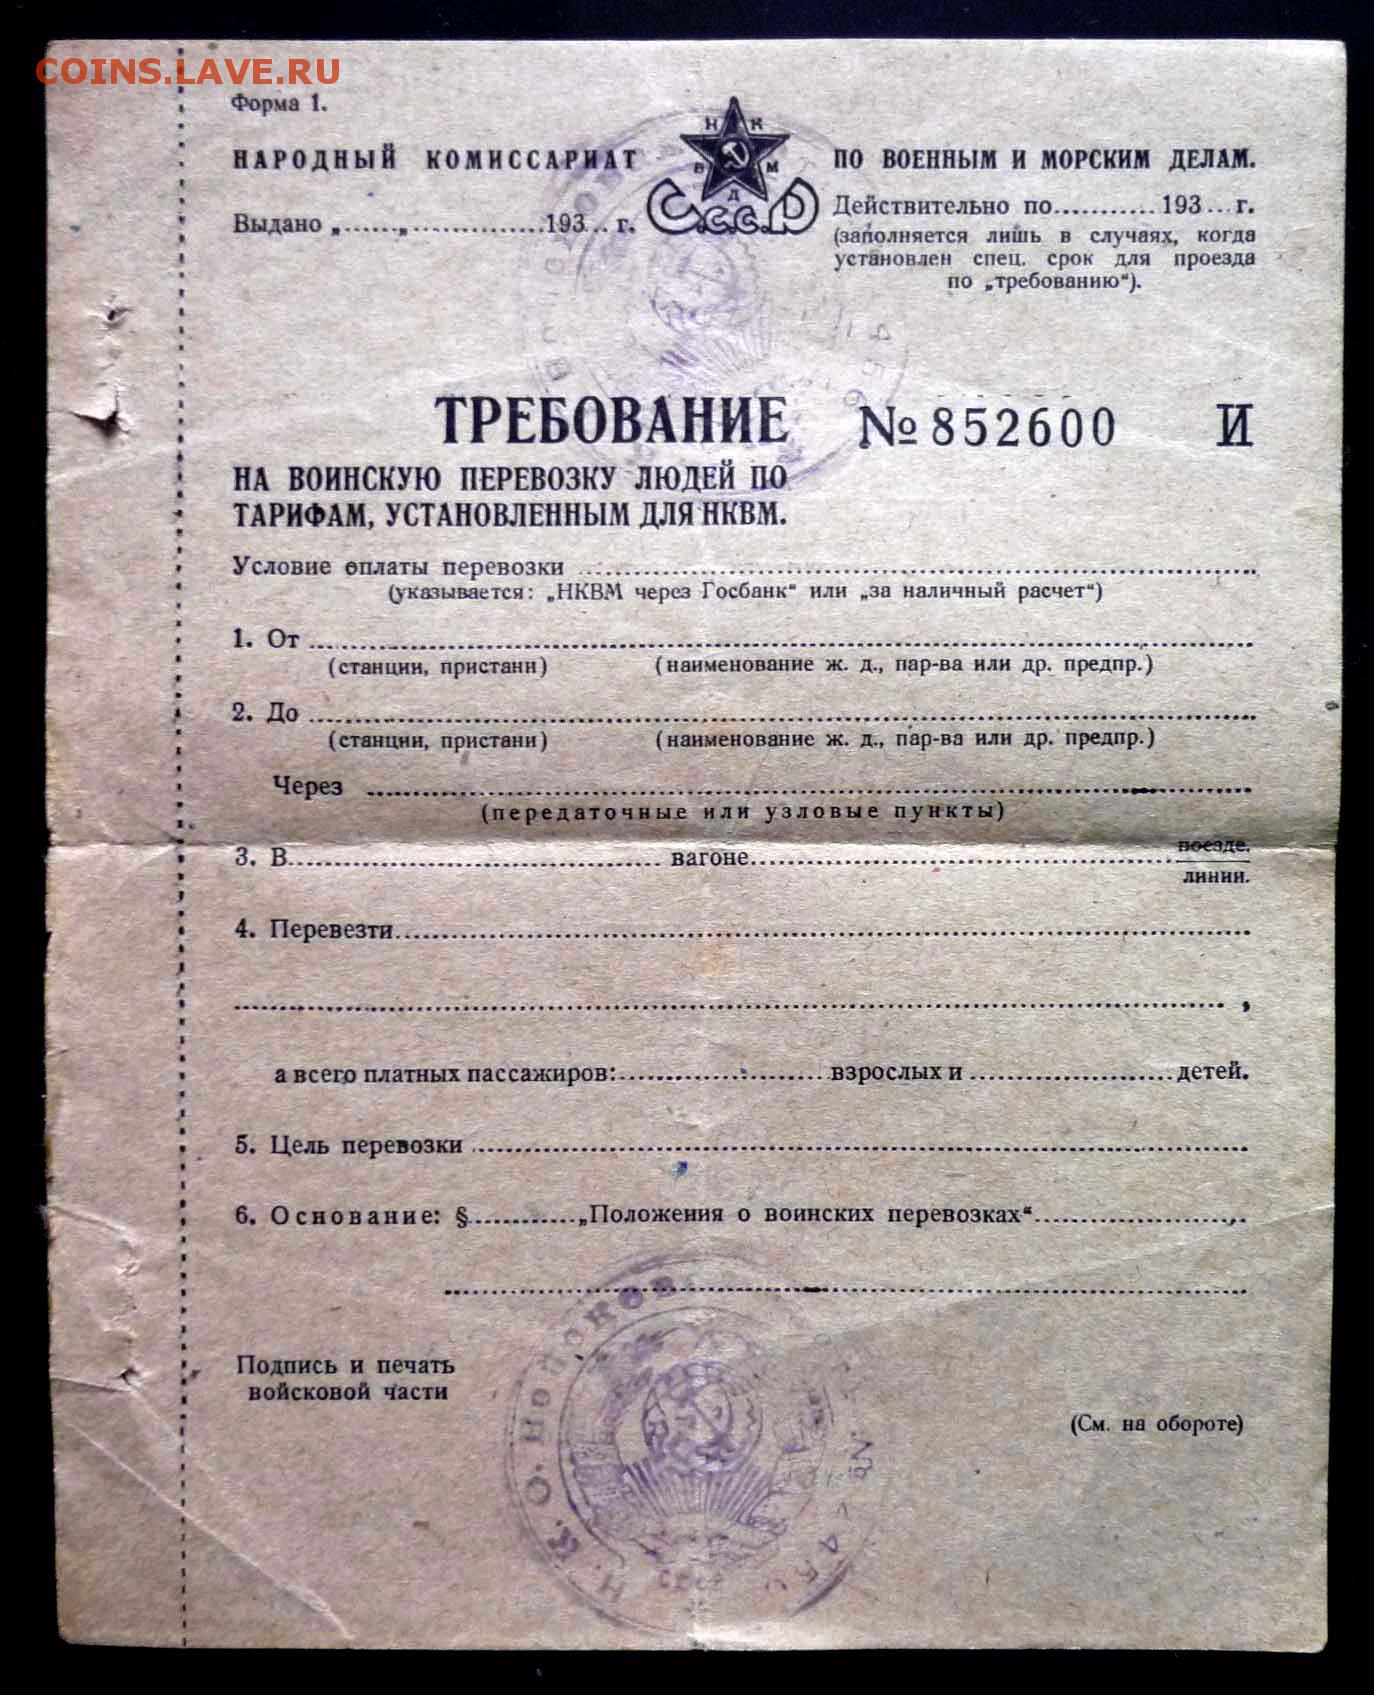 COINS.LAVE.RU
Форма 1.
НАРОДНЫЙ КОМИССАРИАТ
Н К В М Д
С.С.С.Р
ПО ВОЕННЫМ И МОРСКИМ ДЕЛАМ.
Выдано „......„...............193... г.
Действительно по...........193...г.
(заполняется лишь в случаях, когда
установлен спец. срок для проезда
по „требованию“).
ТРЕБОВАНИЕ № 852600 И
НА ВОИНСКУЮ ПЕРЕВОЗКУ ЛЮДЕЙ ПО
ТАРИФАМ, УСТАНОВЛЕННЫМ ДЛЯ НКВМ.
Условие оплаты перевозки ..........
(указывается: „НКВМ через Госбанк“ или „за наличный расчет“)
1. От ..........
(станции, пристани) (наименование ж. д., пар-ва или др. предпр.)
2. До ..........
(станции, пристани) (наименование ж. д., пар-ва или др. предпр.)
Через ..........
(передаточные или узловые пункты)
3. В.......... вагоне.......... поезде.
линии.
4. Перевезти..........
.......... ,
а всего платных пассажиров:..........взрослых и ..........детей.
5. Цель перевозки ..........
6. Основание: §..........„Положения о воинских перевозках“..........
..........
Подпись и печать
войсковой части
(См. на обороте)